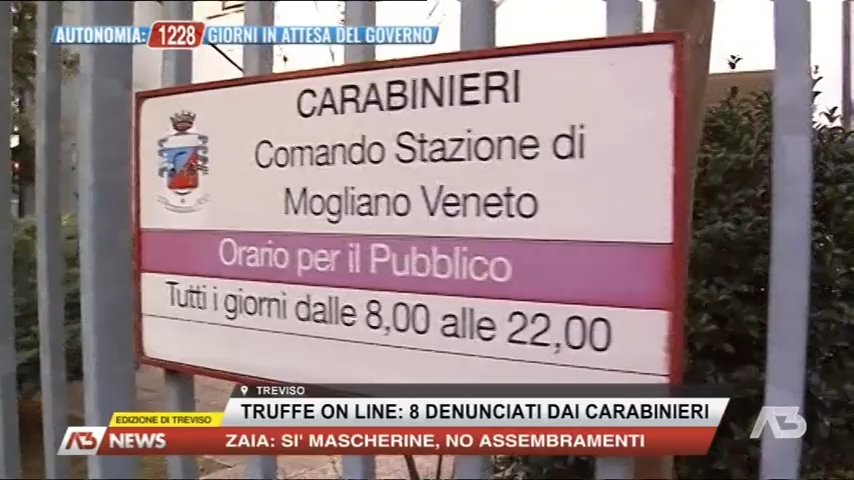 AUTONOMIA: 1228 GIORNI IN ATTESA DEL GOVERNO
CARABINIERI
Comando Stazione di
Mogliano Veneto
Orario per il Pubblico
Tutti i giorni dalle 8,00 alle 22,00
TREVISO
EDIZIONE DI TREVISO
TRUFFE ON LINE: 8 DENUNCIATI DAI CARABINIERI
A3 NEWS
ZAIA: SI' MASCHERINE, NO ASSEMBRAMENTI
A3